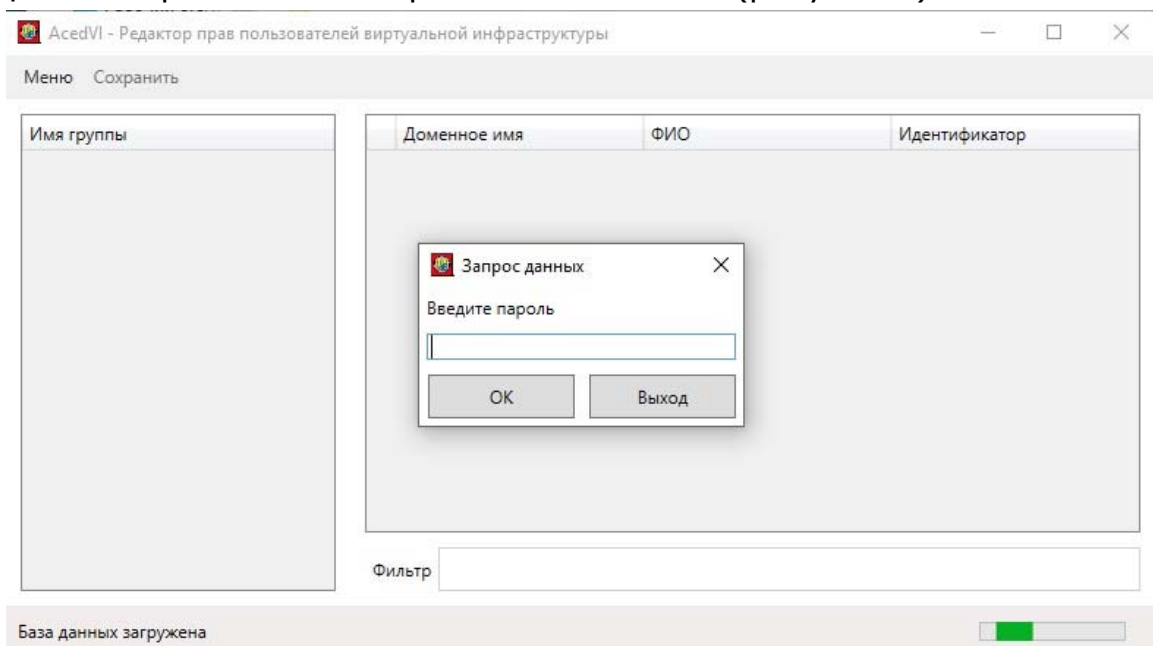 AcedVI - Редактор прав пользователей виртуальной инфраструктуры
Меню Сохранить
Имя группы
Доменное имя ФИО Идентификатор
Запрос данных
Введите пароль
OK Выход
Фильтр
База данных загружена